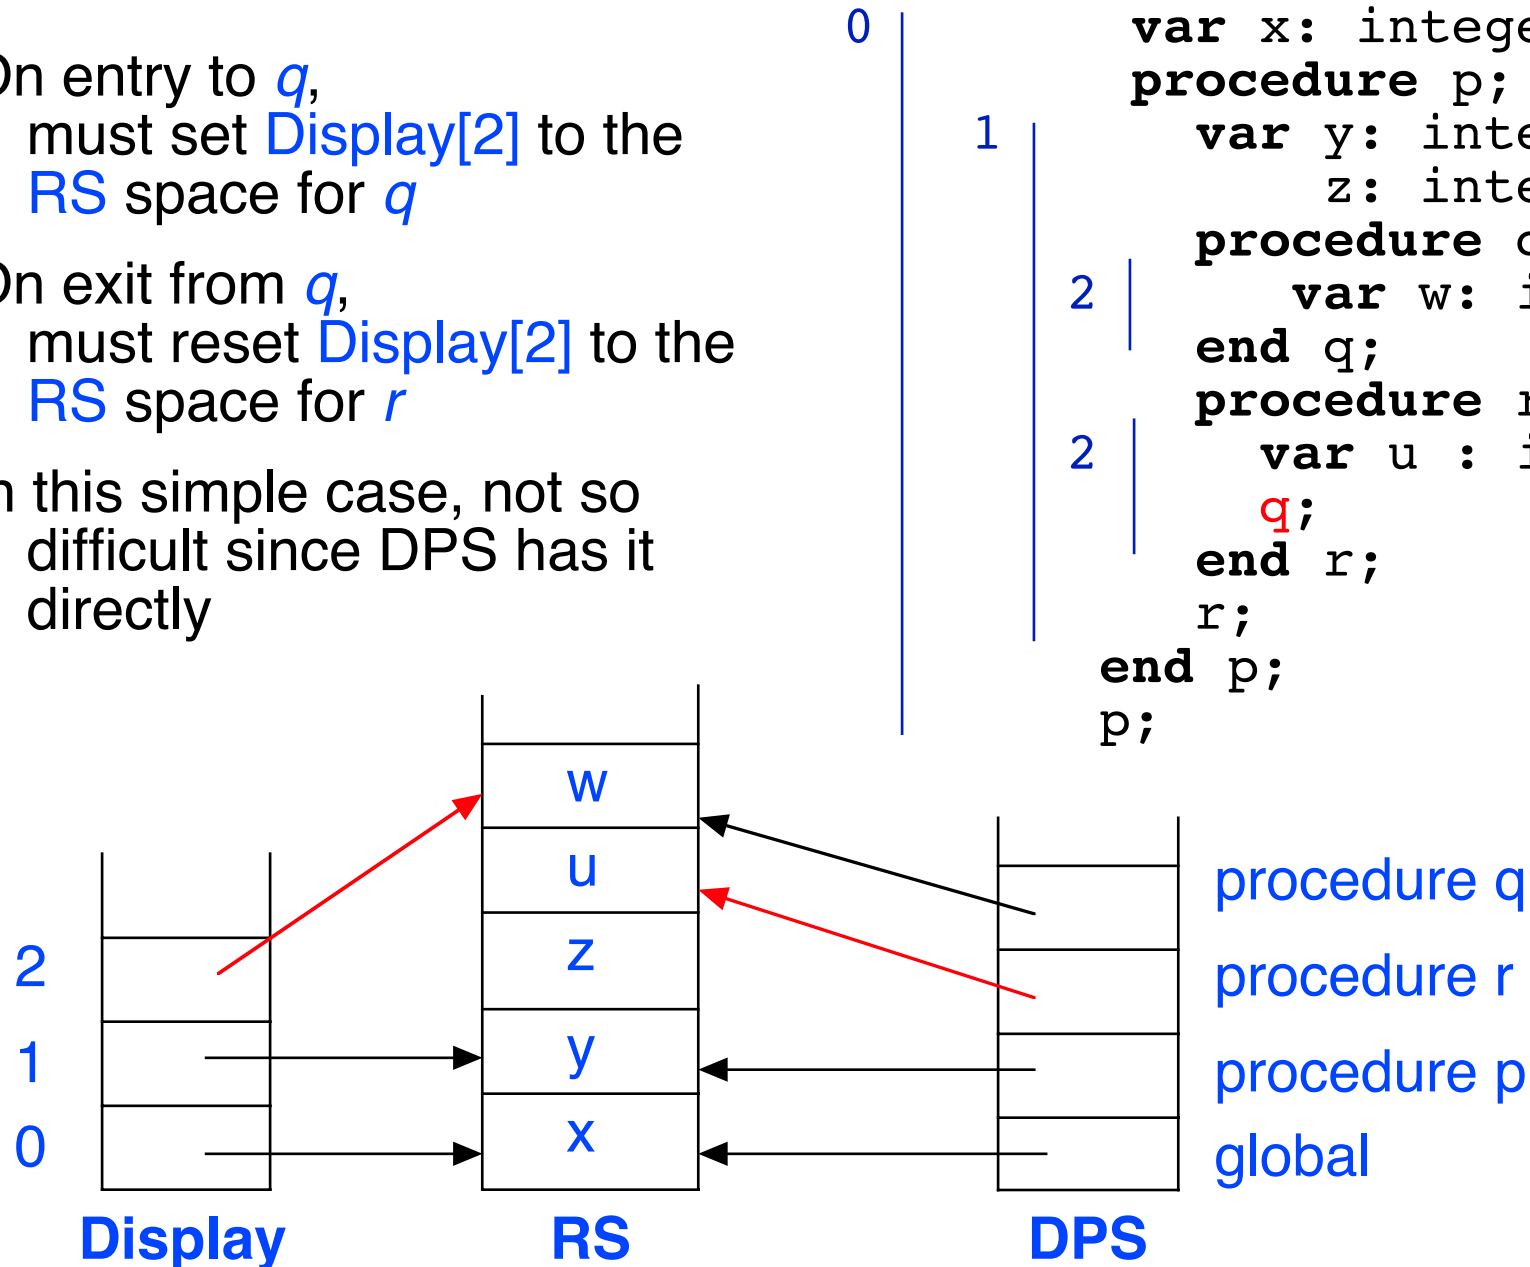 On entry to q,
must set Display[2] to the
RS space for q
On exit from q,
must reset Display[2] to the
RS space for r
In this simple case, not so
difficult since DPS has it
directly
0
var x:
procedure p;
1
var y:
z:
procedure
2
var w:
end q;
procedure
2
var u :
q;
end r;
r;
end p;
p;
w
u
z
y
x
2
1
0
procedure q
procedure r
procedure p
global
Display
RS
DPS